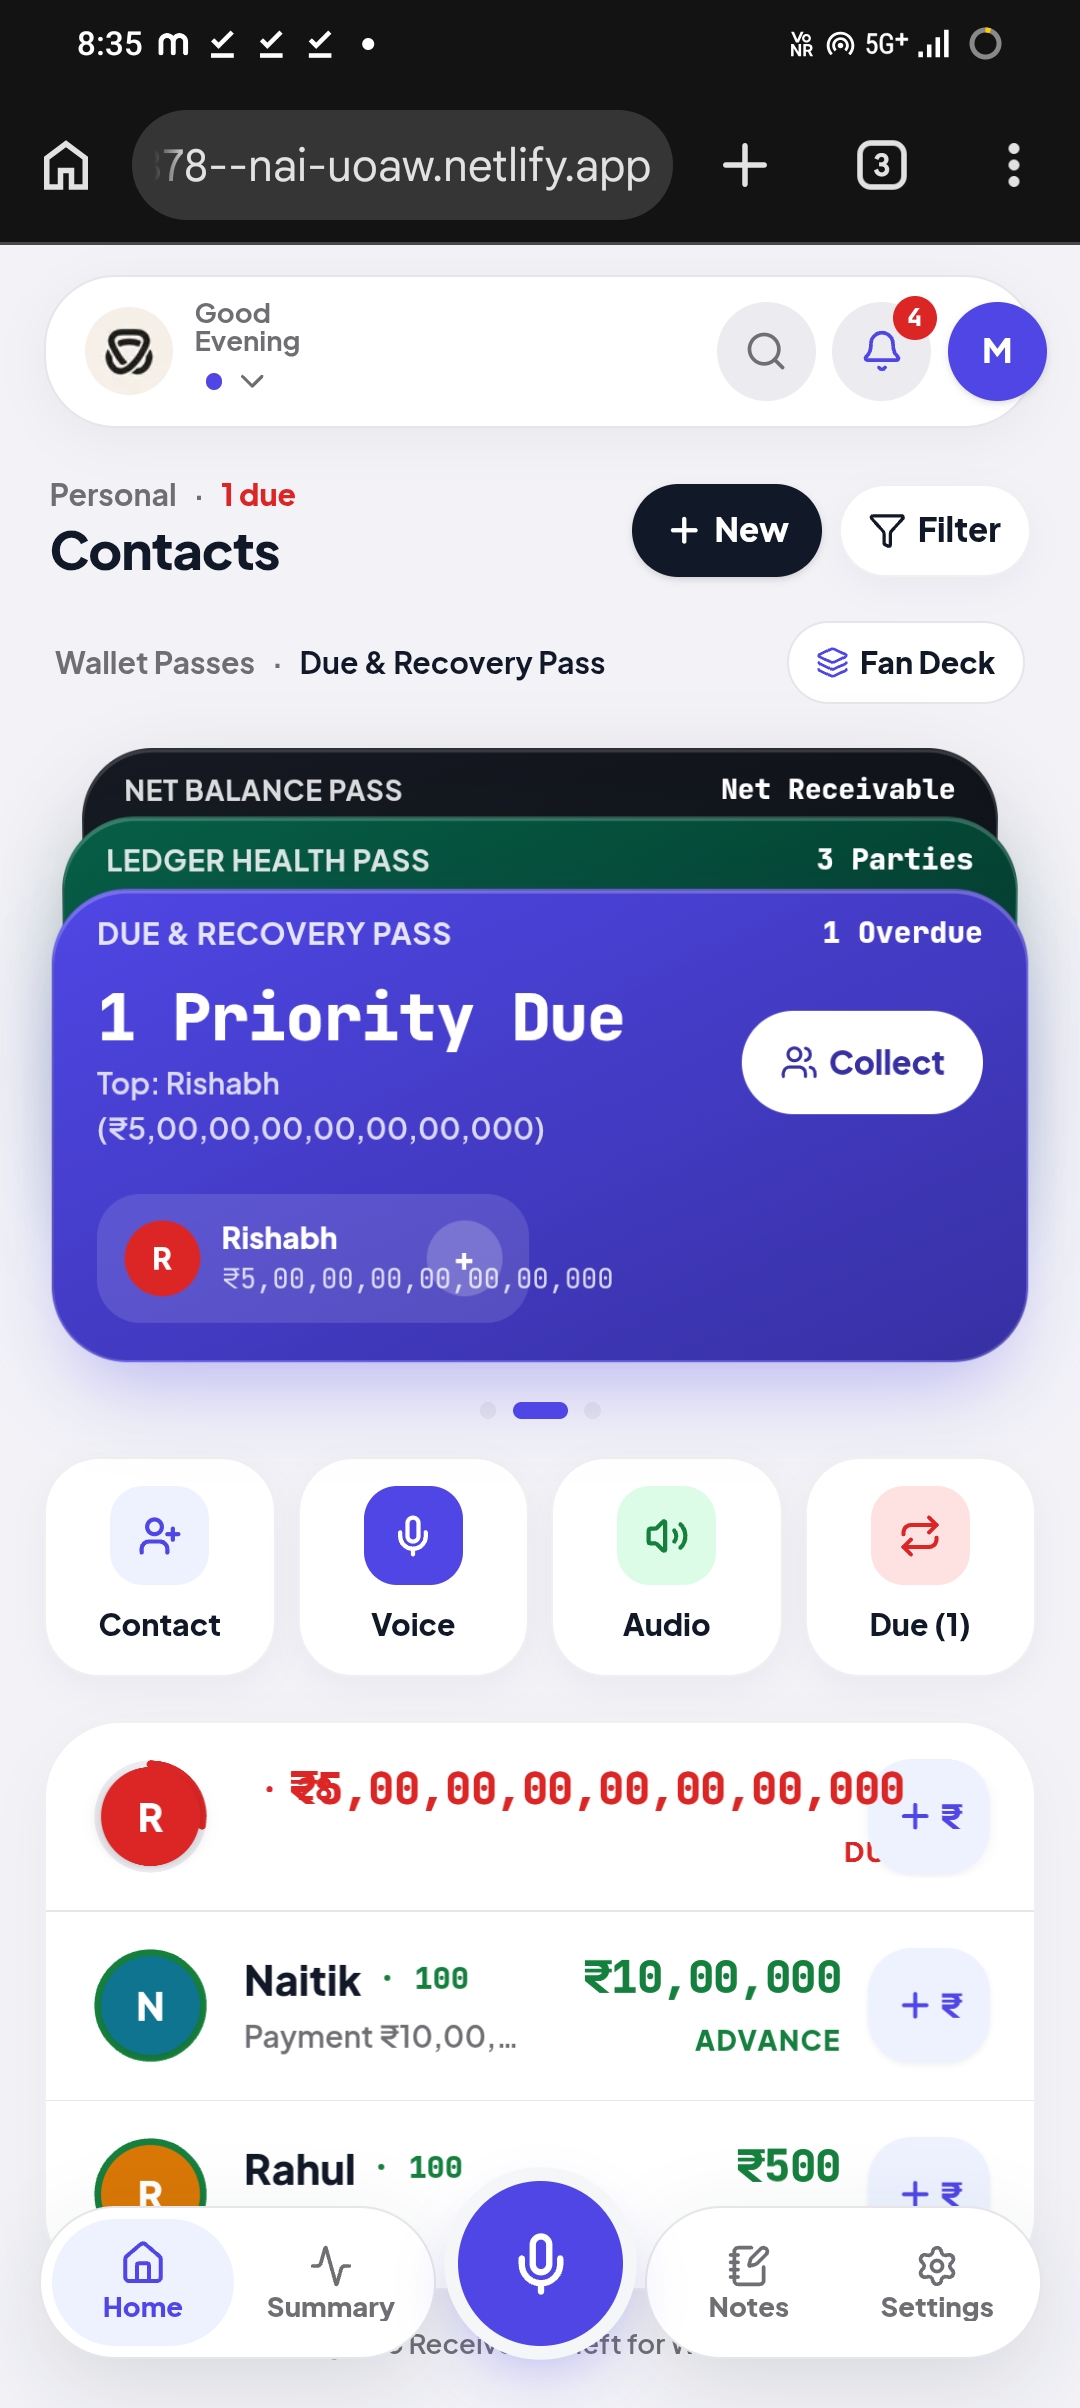 8:35
VoNR 5G+
78--nai-uoaw.netlify.app
3
Good
Evening
4
M
Personal · 1 due
Contacts
+ New
Filter
Wallet Passes · Due & Recovery Pass
Fan Deck
NET BALANCE PASS Net Receivable
LEDGER HEALTH PASS 3 Parties
DUE & RECOVERY PASS 1 Overdue
1 Priority Due
Top: Rishabh
(₹5,00,00,00,00,00,00,000)
Collect
R
Rishabh
+
₹5,00,00,00,00,00,00,000
Contact
Voice
Audio
Due (1)
R
· ₹5,00,00,00,00,00,00,000
+ ₹
N
Naitik · 100
₹10,00,000
Payment ₹10,00,...
ADVANCE
+ ₹
R
Rahul · 100
₹500
+ ₹
Home
Summary
Notes
Settings
for